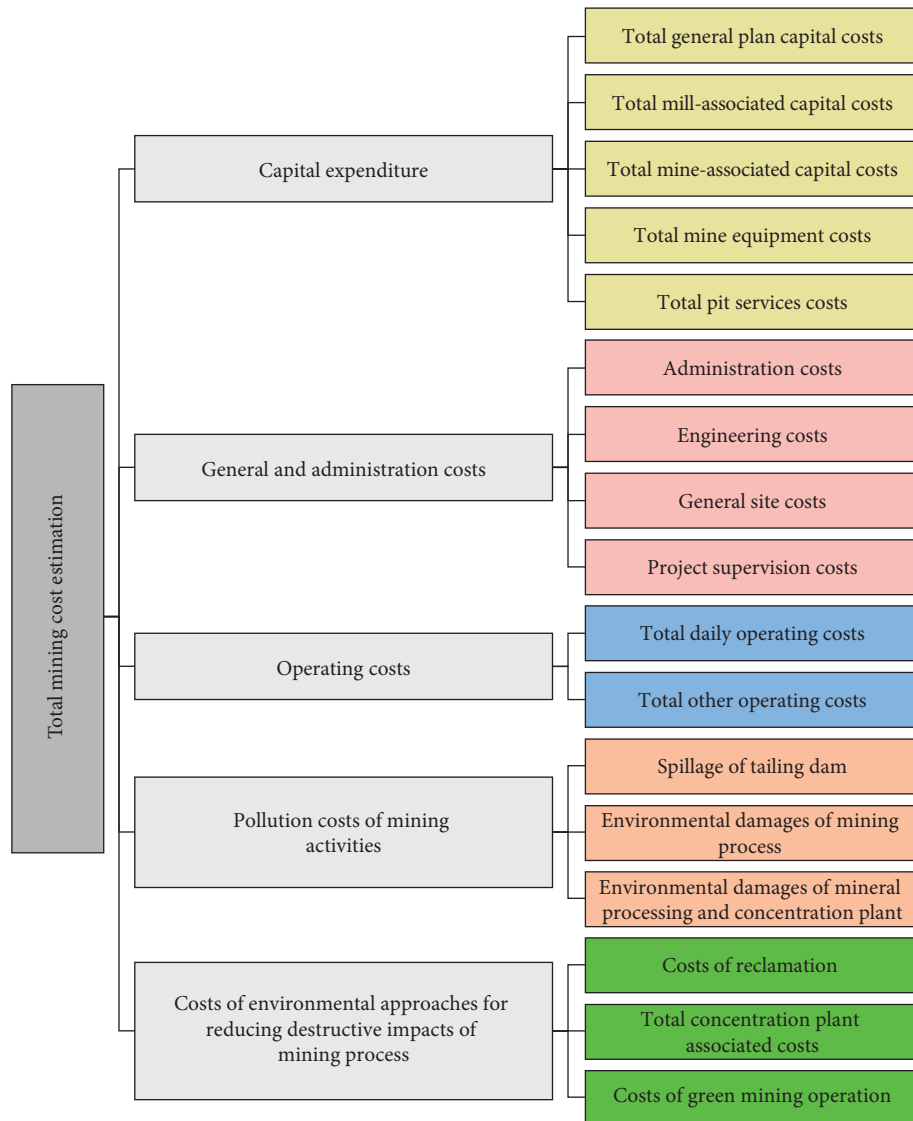 Total mining cost estimation
Capital expenditure
Total general plan capital costs
Total mill-associated capital costs
Total mine-associated capital costs
Total mine equipment costs
Total pit services costs
General and administration costs
Administration costs
Engineering costs
General site costs
Project supervision costs
Operating costs
Total daily operating costs
Total other operating costs
Pollution costs of mining
activities
Spillage of tailing dam
Environmental damages of mining
process
Environmental damages of mineral
processing and concentration plant
Costs of environmental approaches for
reducing destructive impacts of
mining process
Costs of reclamation
Total concentration plant
associated costs
Costs of green mining operation